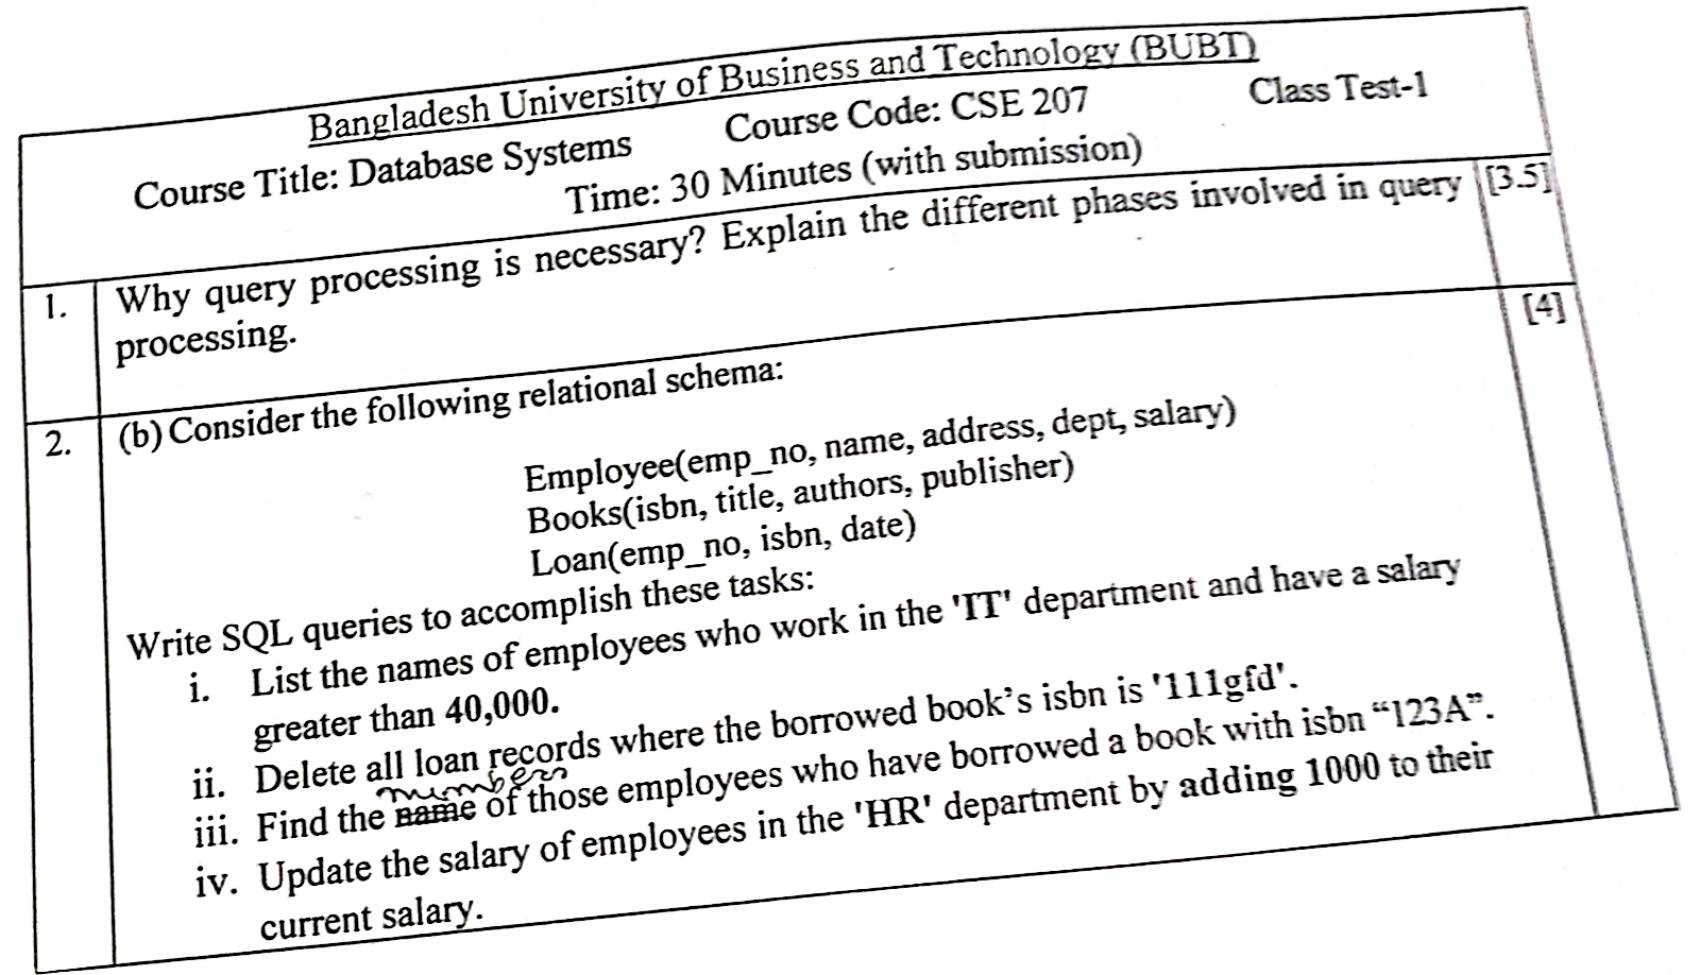 Bangladesh University of Business and Technology (BUBT)
Course Title: Database Systems Course Code: CSE 207 Class Test-1
Time: 30 Minutes (with submission)
1. Why query processing is necessary? Explain the different phases involved in query [3.5]
processing.
2. (b) Consider the following relational schema: [4]
Employee(emp_no, name, address, dept, salary)
Books(isbn, title, authors, publisher)
Loan(emp_no, isbn, date)
Write SQL queries to accomplish these tasks:
i. List the names of employees who work in the 'IT' department and have a salary
greater than 40,000.
ii. Delete all loan records where the borrowed book's isbn is '111gfd'.
number
iii. Find the name of those employees who have borrowed a book with isbn “123A”.
iv. Update the salary of employees in the 'HR' department by adding 1000 to their
current salary.